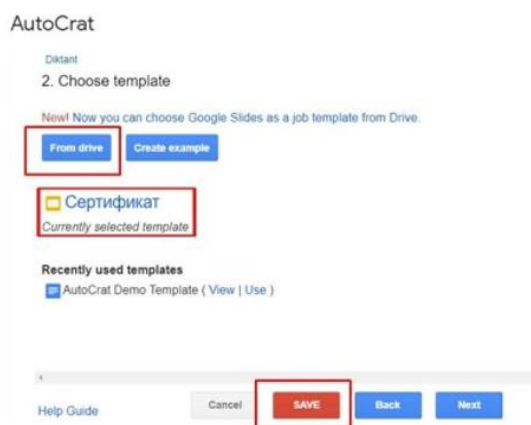 AutoCrat
Diktant
2. Choose template
New! Now you can choose Google Slides as a job template from Drive.
From drive Create example
Сертификат
Currently selected template
Recently used templates
AutoCrat Demo Template ( View | Use )
Help Guide Cancel SAVE Back Next